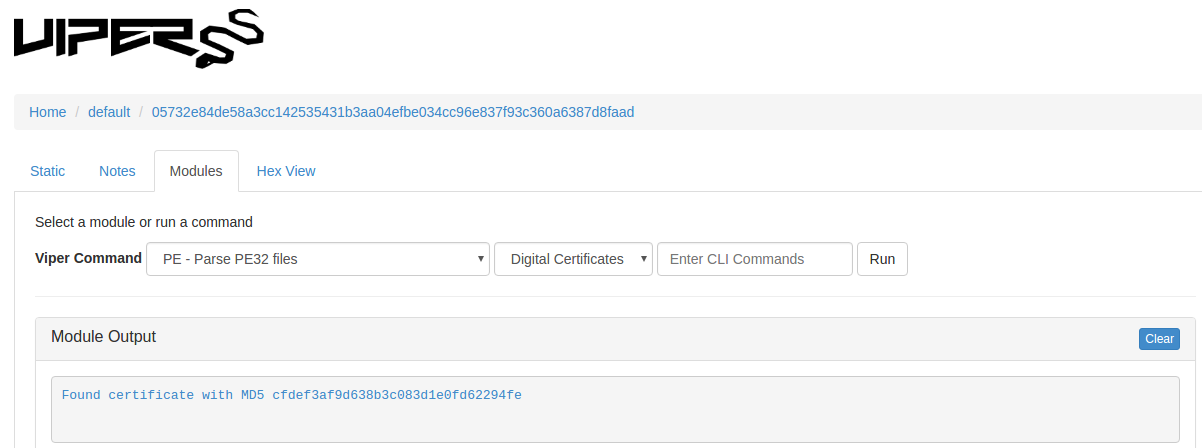 VIPER
Home / default / 05732e84de58a3cc142535431b3aa04efbe034cc96e837f93c360a6387d8faad
Static Notes Modules Hex View
Select a module or run a command
Viper Command PE - Parse PE32 files Digital Certificates Enter CLI Commands Run
Module Output Clear
Found certificate with MD5 cfdef3af9d638b3c083d1e0fd62294fe